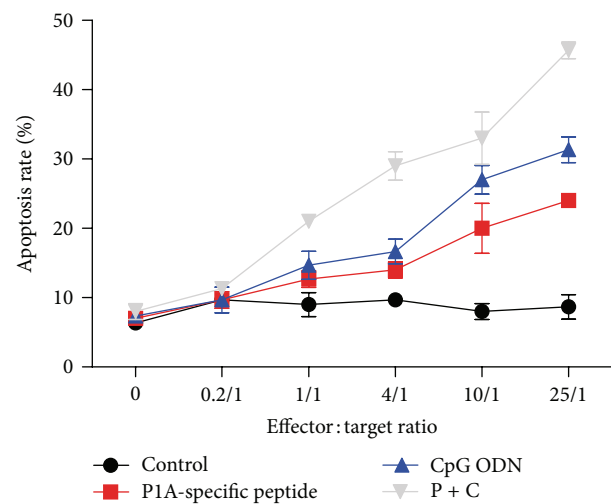 50
40
30
20
10
0
Apoptosis rate (%)
0 0.2/1 1/1 4/1 10/1 25/1
Effector : target ratio
Control CpG ODN
P1A-specific peptide P + C